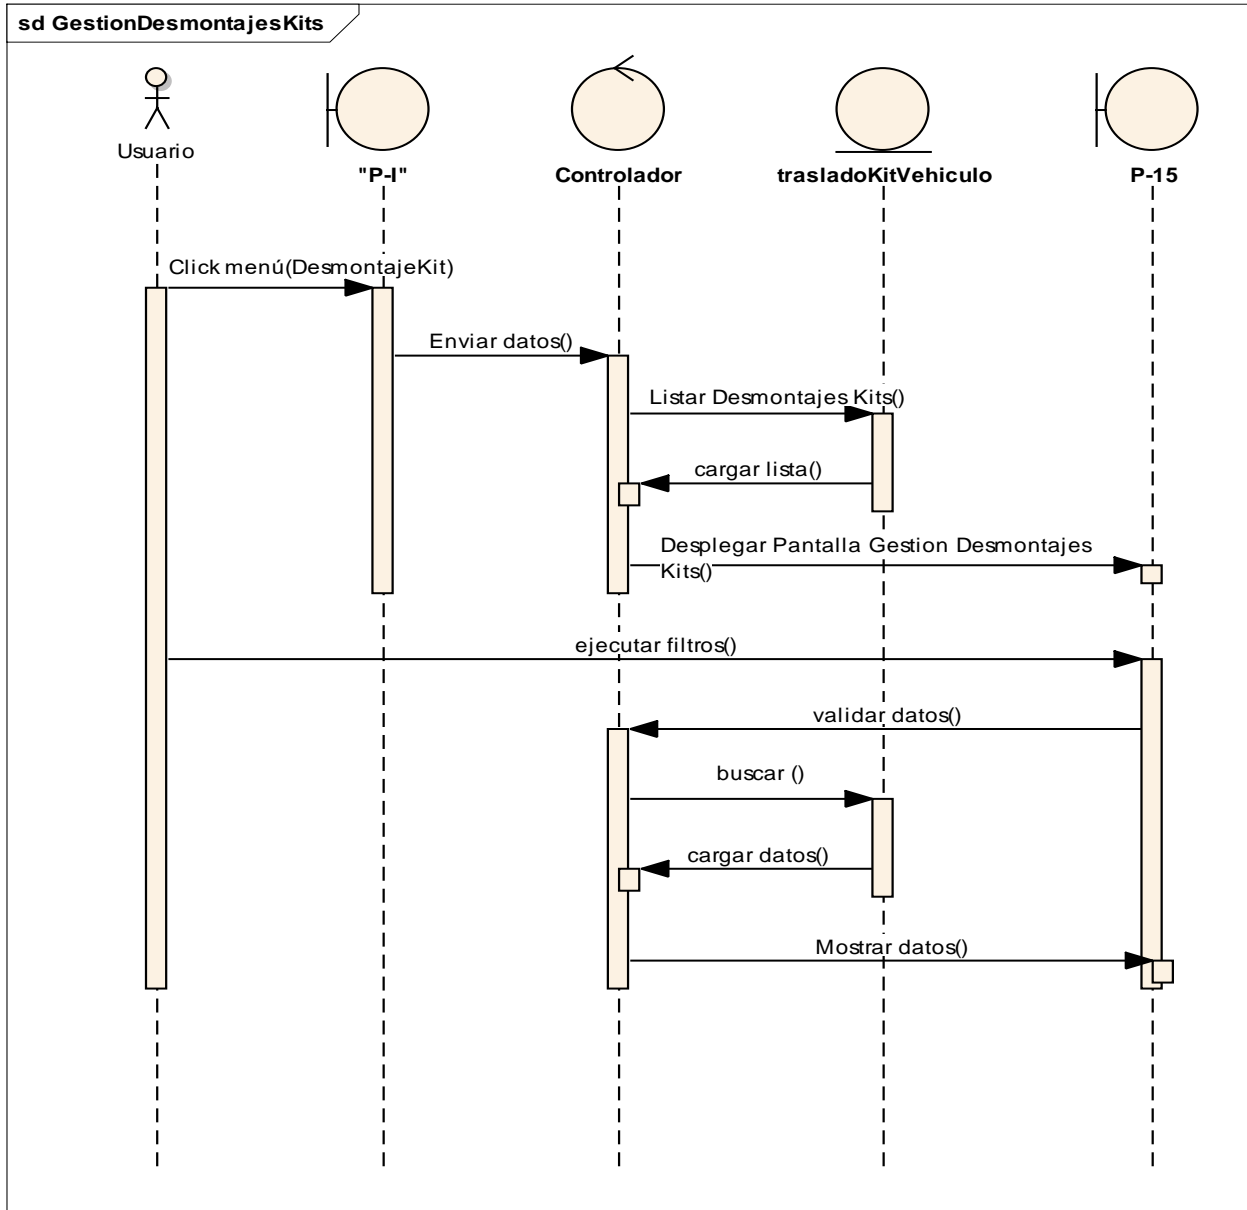 sd GestionDesmontajesKits
Usuario
"P-I"
Controlador
trasladoKitVehiculo
P-15
Click menú(DesmontajeKit)
Enviar datos()
Listar Desmontajes Kits()
cargar lista()
Desplegar Pantalla Gestion Desmontajes
Kits()
ejecutar filtros()
validar datos()
buscar ()
cargar datos()
Mostrar datos()